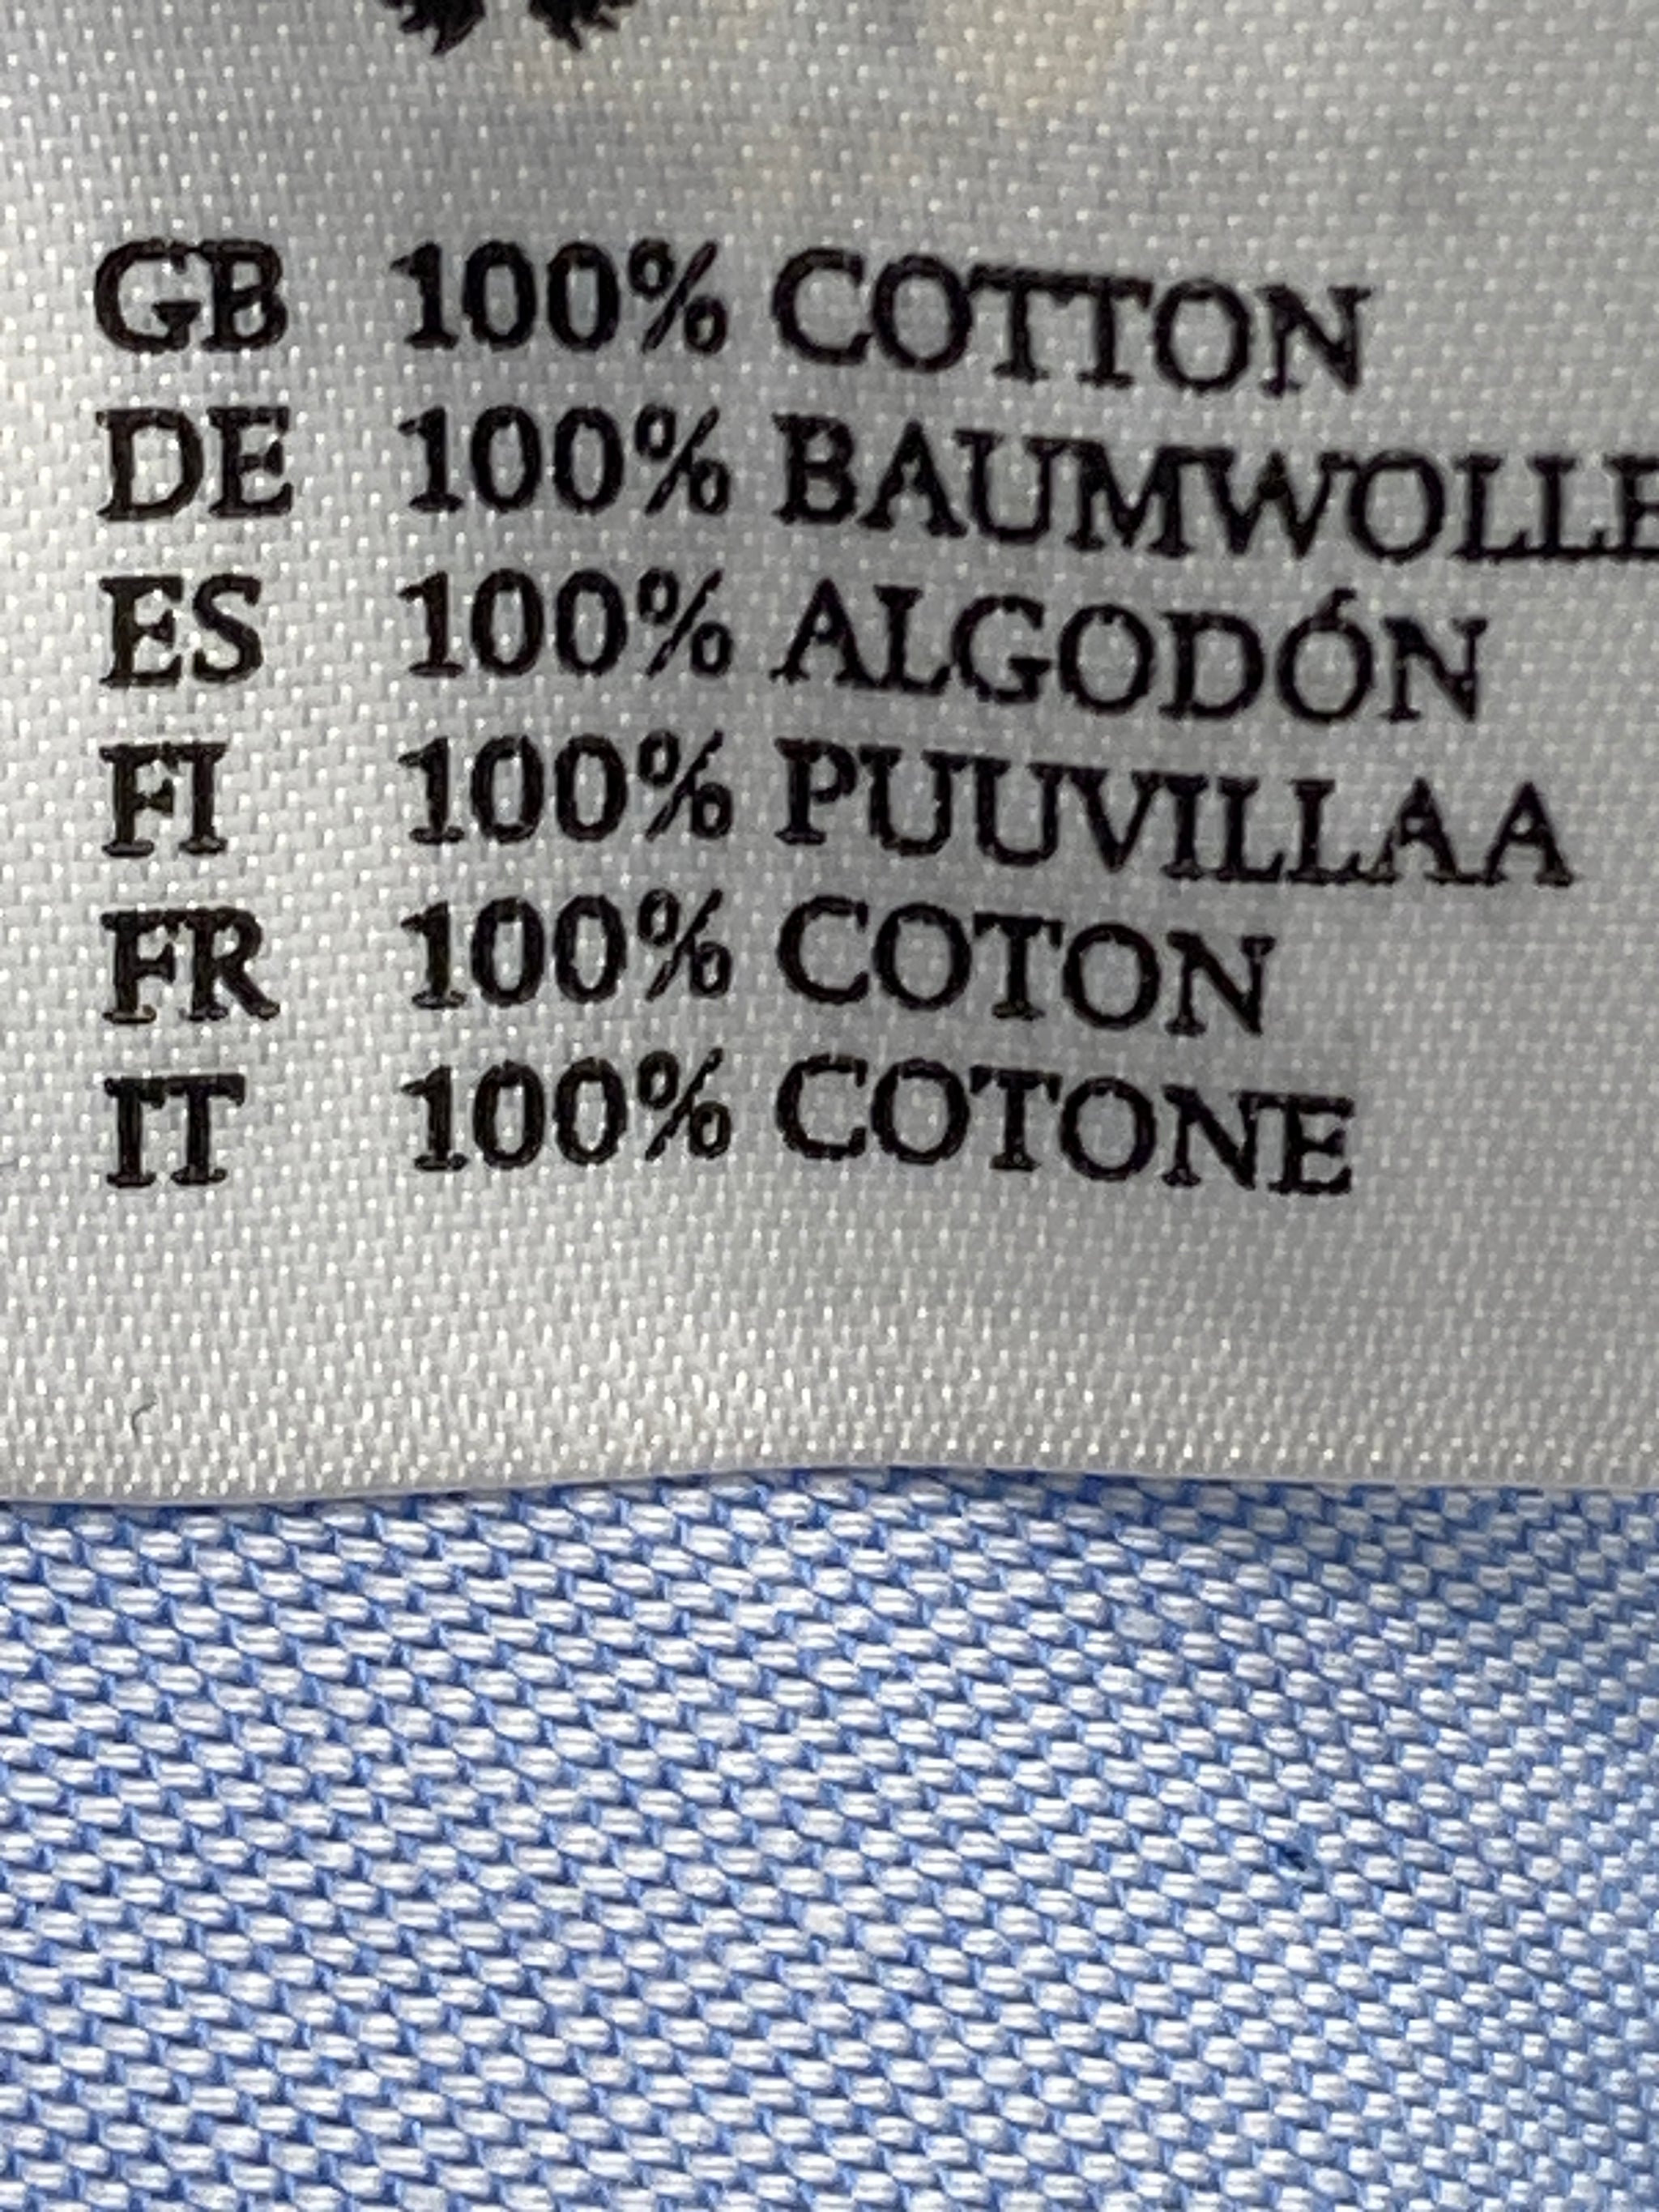 GB 100% COTTON
DE 100% BAUMWOLLE
ES 100% ALGODÓN
FI 100% PUUVILLAA
FR 100% COTON
IT 100% COTONE